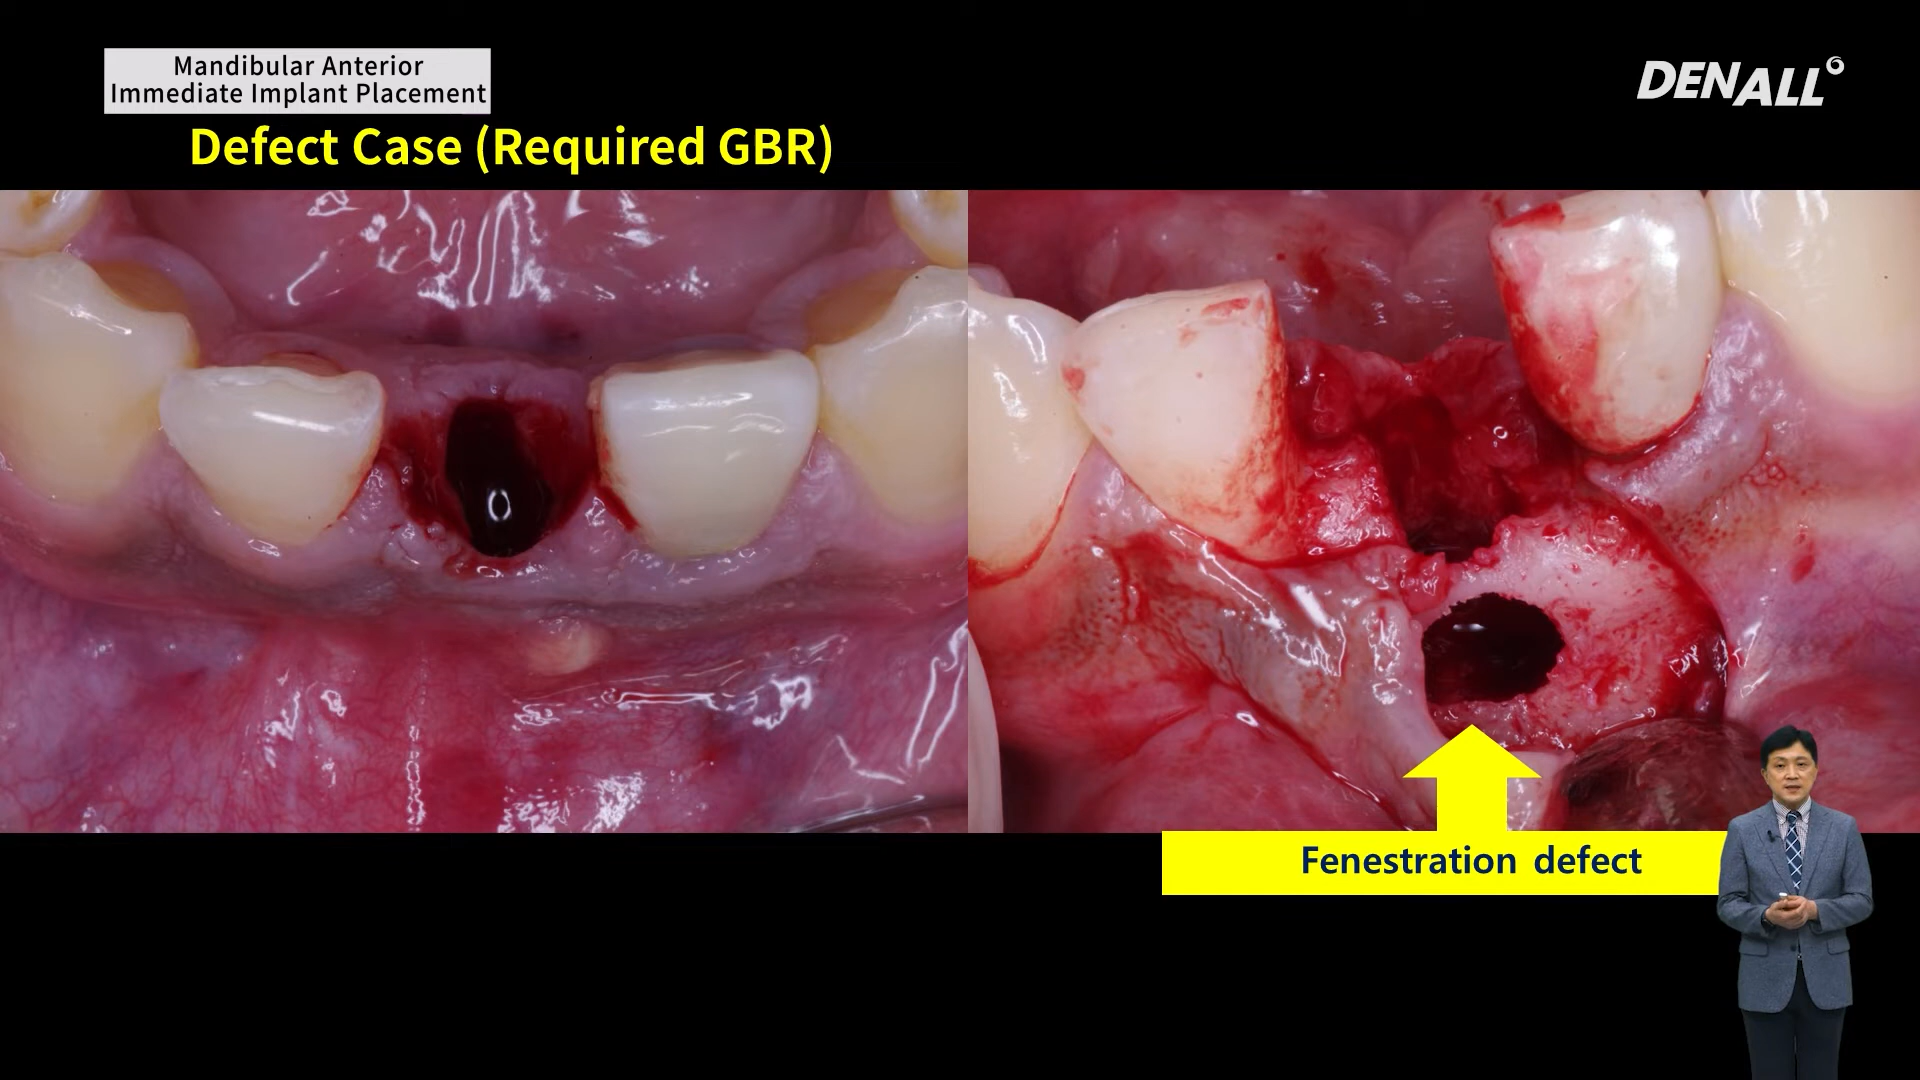 Mandibular Anterior
Immediate Implant Placement
DENALL
Defect Case (Required GBR)
Fenestration defect